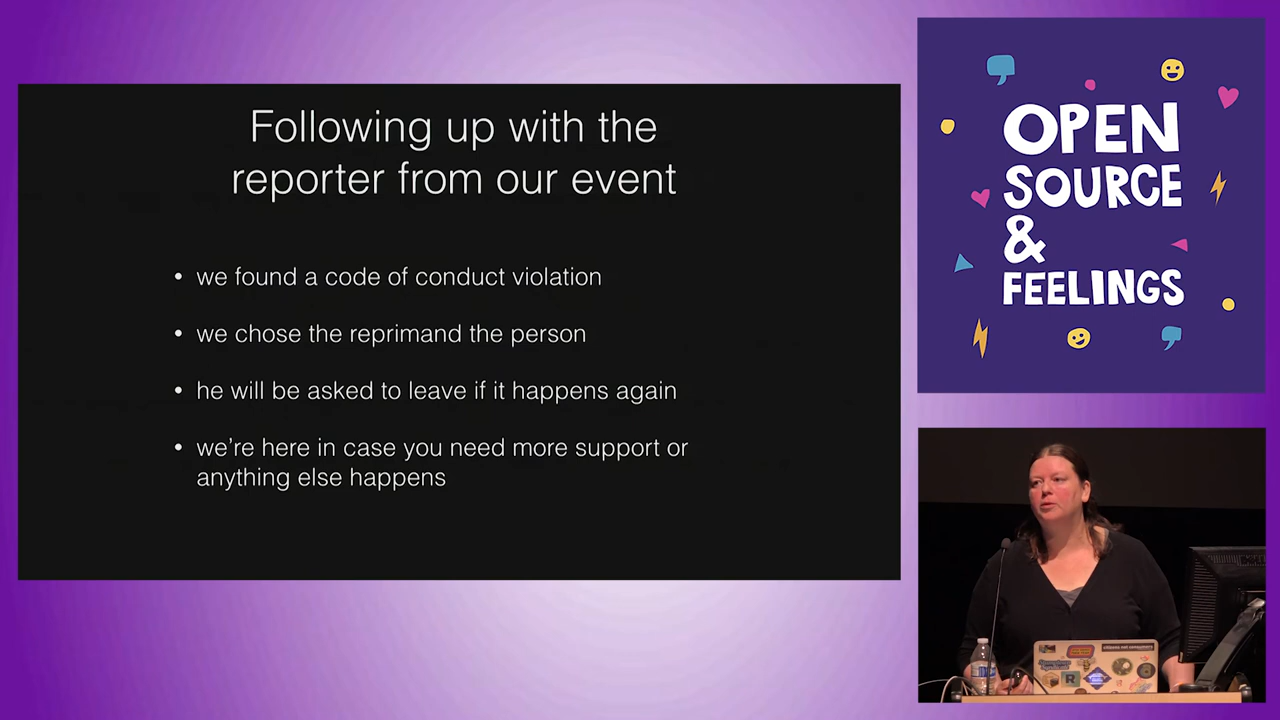 Following up with the
reporter from our event
• we found a code of conduct violation
• we chose the reprimand the person
• he will be asked to leave if it happens again
• we're here in case you need more support or
anything else happens
OPEN
SOURCE
&
FEELINGS
R